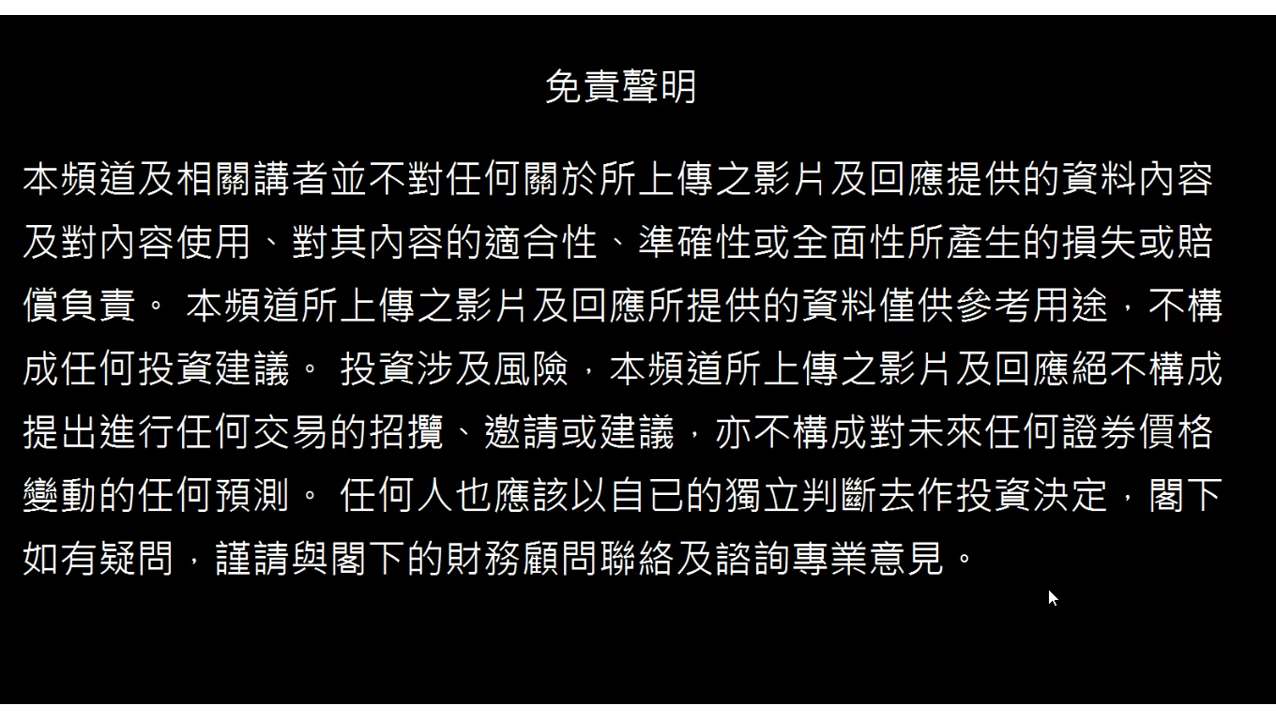 免責聲明
本頻道及相關講者並不對任何關於所上傳之影片及回應提供的資料內容
及對內容使用、對其內容的適合性、準確性或全面性所產生的損失或賠
償負責。 本頻道所上傳之影片及回應所提供的資料僅供參考用途，不構
成任何投資建議。 投資涉及風險，本頻道所上傳之影片及回應絕不構成
提出進行任何交易的招攬、邀請或建議，亦不構成對未來任何證券價格
變動的任何預測。 任何人也應該以自已的獨立判斷去作投資決定，閣下
如有疑問，謹請與閣下的財務顧問聯絡及諮詢專業意見。